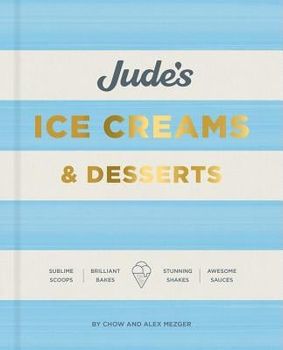 Jude's
ICE CREAMS
& DESSERTS
SUBLIME SCOOPS
BRILLIANT BAKES
STUNNING SHAKES
AWESOME SAUCES
BY CHOW AND ALEX MEZGER